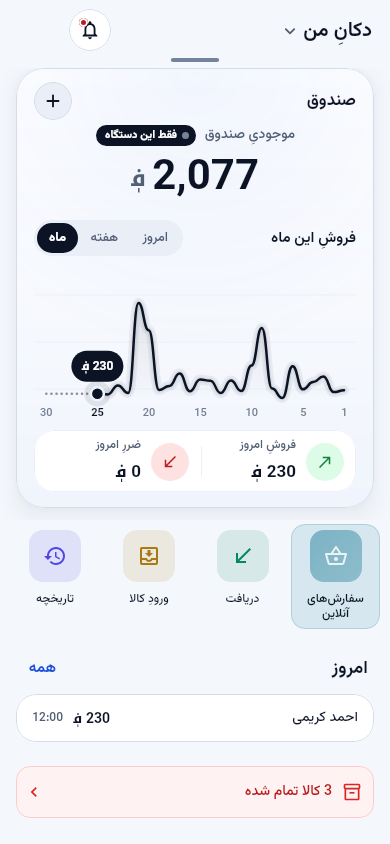 دکانِ من
صندوق
موجودیِ صندوق
فقط این دستگاه
2,077 ؋
فروشِ این ماه
امروز
هفته
ماه
230 ؋
30 25 20 15 10 5 1
فروشِ امروز
230 ؋
ضررِ امروز
0 ؋
سفارش‌های آنلاین
دریافت
ورودِ کالا
تاریخچه
امروز
همه
احمد کریمی
230 ؋
12:00
3 کالا تمام شده